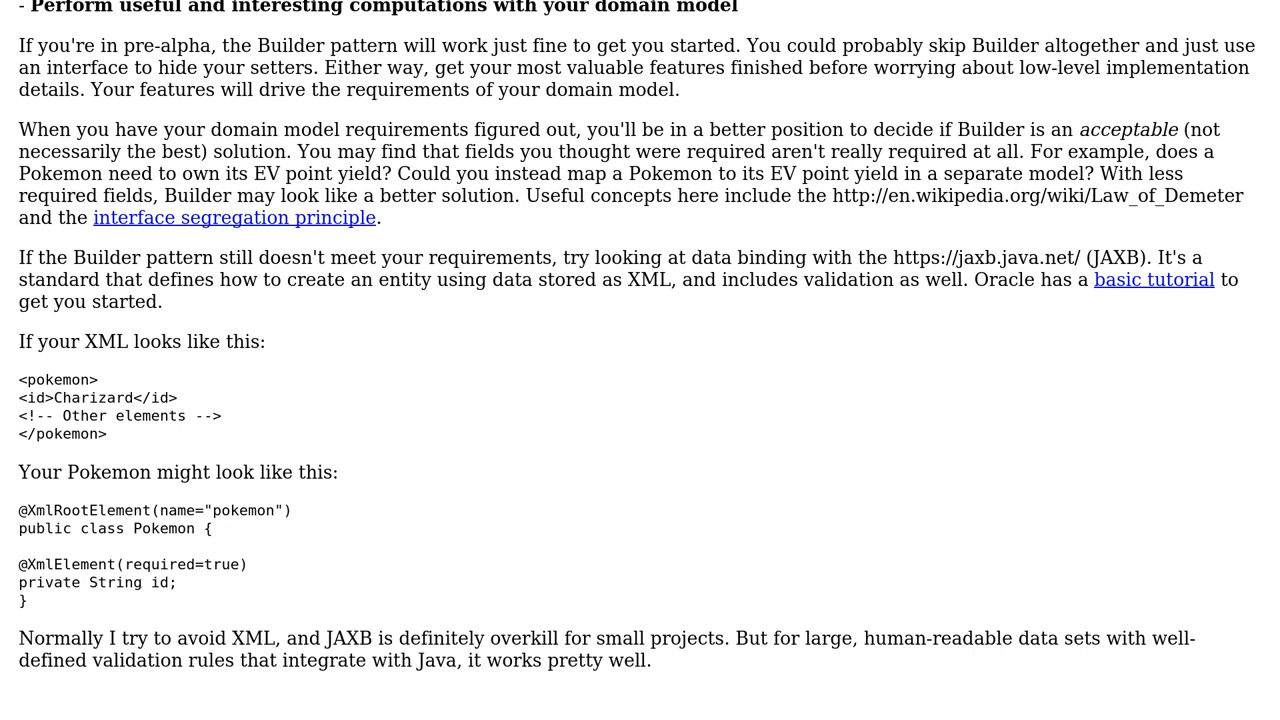 - Perform useful and interesting computations with your domain model
If you're in pre-alpha, the Builder pattern will work just fine to get you started. You could probably skip Builder altogether and just use
an interface to hide your setters. Either way, get your most valuable features finished before worrying about low-level implementation
details. Your features will drive the requirements of your domain model.
When you have your domain model requirements figured out, you'll be in a better position to decide if Builder is an acceptable (not
necessarily the best) solution. You may find that fields you thought were required aren't really required at all. For example, does a
Pokemon need to own its EV point yield? Could you instead map a Pokemon to its EV point yield in a separate model? With less
required fields, Builder may look like a better solution. Useful concepts here include the http://en.wikipedia.org/wiki/Law_of_Demeter
and the interface segregation principle.
If the Builder pattern still doesn't meet your requirements, try looking at data binding with the https://jaxb.java.net/ (JAXB). It's a
standard that defines how to create an entity using data stored as XML, and includes validation as well. Oracle has a basic tutorial to
get you started.
If your XML looks like this:
<pokemon>
<id>Charizard</id>
<!-- Other elements -->
</pokemon>
Your Pokemon might look like this:
@XmlRootElement(name="pokemon")
public class Pokemon {
@XmlElement(required=true)
private String id;
}
Normally I try to avoid XML, and JAXB is definitely overkill for small projects. But for large, human-readable data sets with well-
defined validation rules that integrate with Java, it works pretty well.